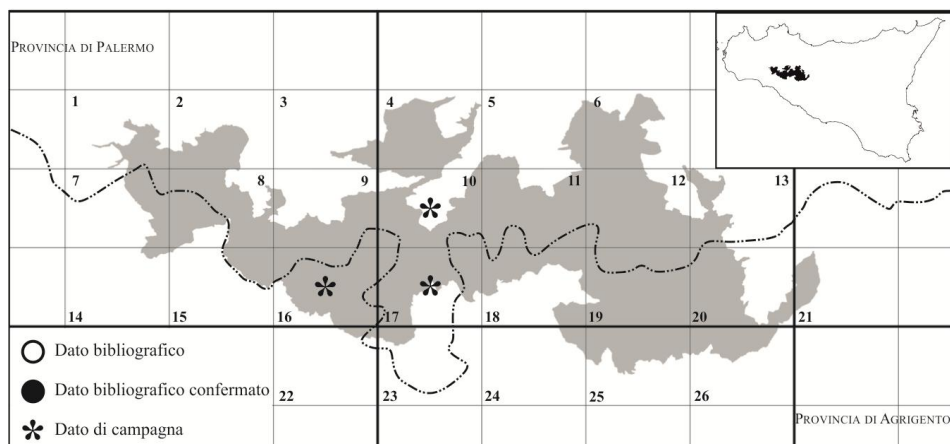 PROVINCIA DI PALERMO
1 2 3 4 5 6
7 8 9 10 11 12 13
14 15 16 17 18 19 20 21
Dato bibliografico
Dato bibliografico confermato
22 23 24 25 26
PROVINCIA DI AGRIGENTO
Dato di campagna